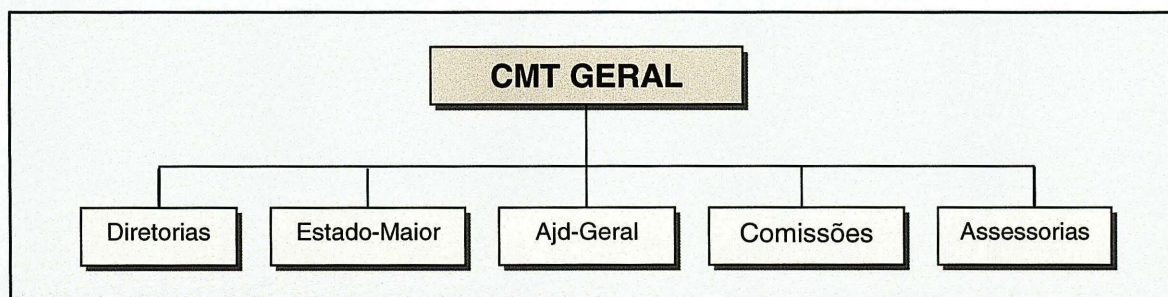 CMT GERAL
Diretorias
Estado-Maior
Ajd-Geral
Comissões
Assessorias